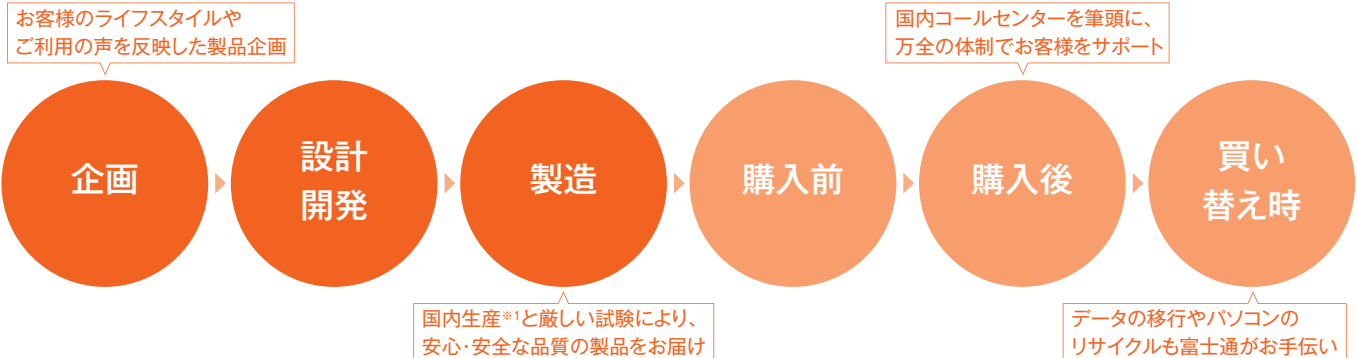 お客様のライフスタイルや
ご利用の声を反映した製品企画
国内コールセンターを筆頭に、
万全の体制でお客様をサポート
企画
設計
開発
製造
購入前
購入後
買い
替え時
国内生産※1と厳しい試験により、
安心・安全な品質の製品をお届け
データの移行やパソコンの
リサイクルも富士通がお手伝い